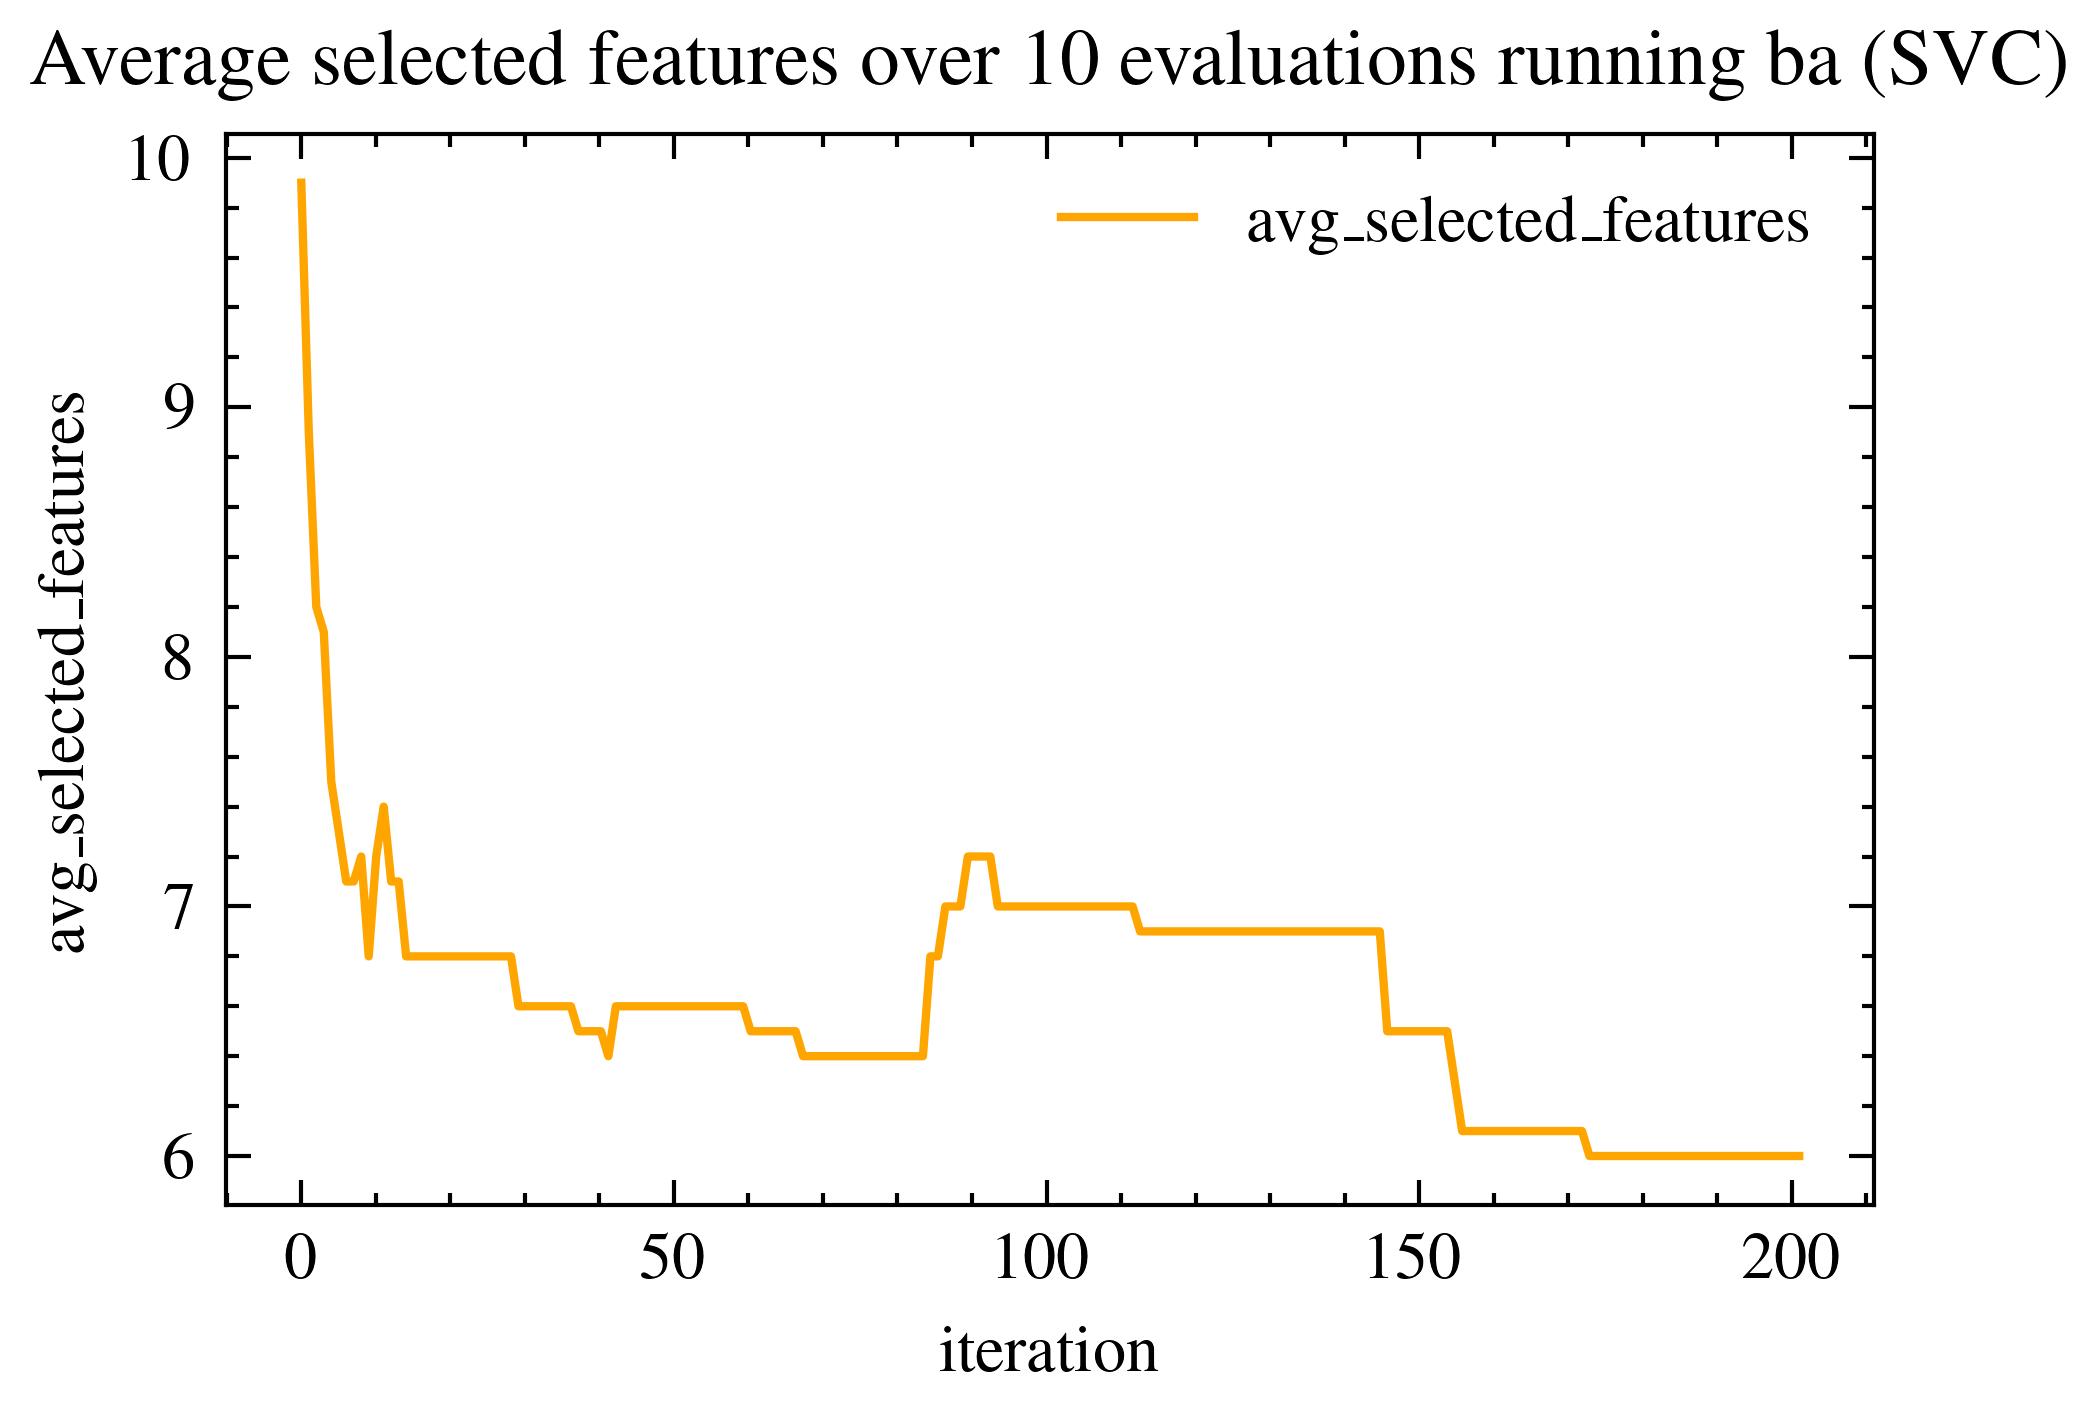 Average selected features over 10 evaluations running ba (SVC)
10
9
8
7
6
avg_selected_features
avg_selected_features
0 50 100 150 200
iteration